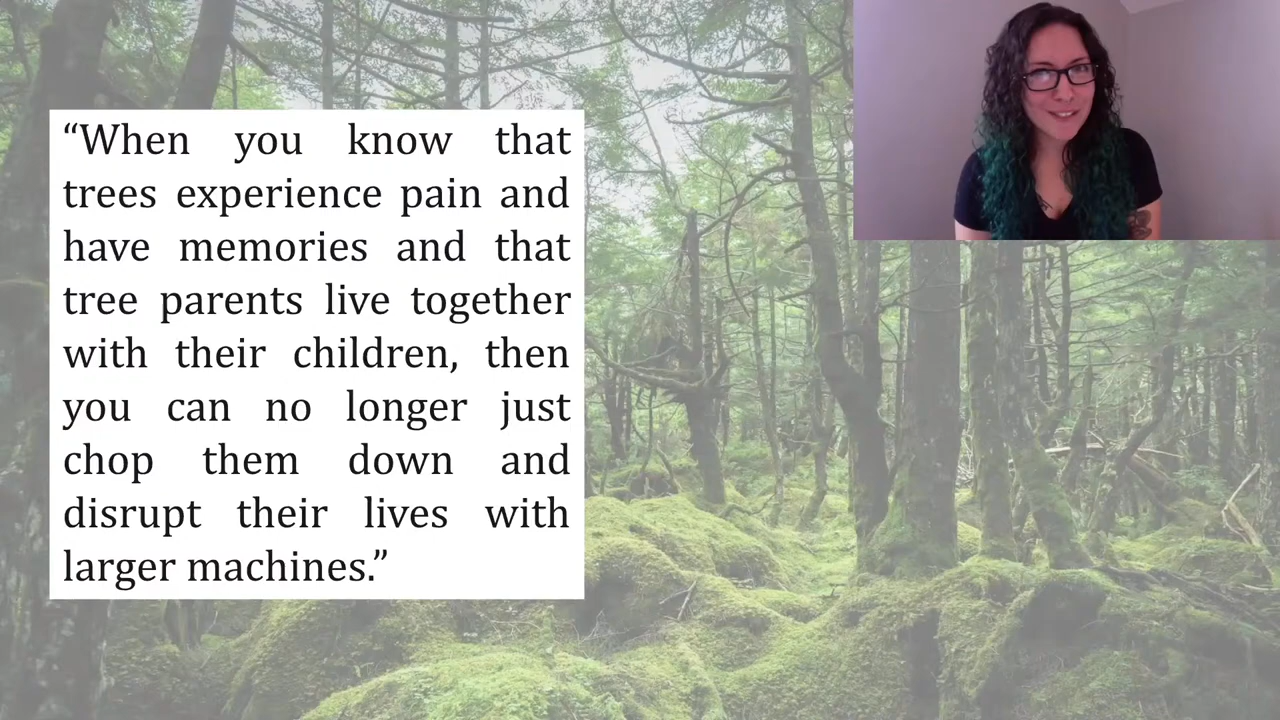 “When you know that
trees experience pain and
have memories and that
tree parents live together
with their children, then
you can no longer just
chop them down and
disrupt their lives with
larger machines.”